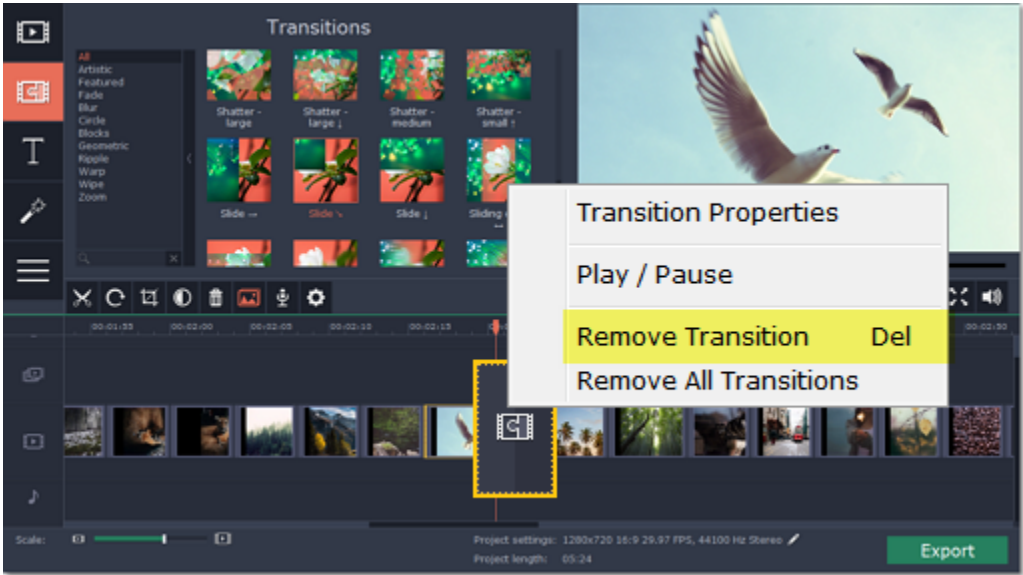 Transitions
All
Artistic
Featured
Fade
Blur
Circle
Blocks
Geometric
Ripple
Warp
Wipe
Zoom
Shatter -
large
Shatter -
large ↓
Shatter -
medium
Shatter -
small ↑
Slide →
Slide ↘
Slide ↓
Sliding
T
Transition Properties
Play / Pause
Remove Transition Del
Remove All Transitions
00:01:55 00:02:00 00:02:05 00:02:10 00:02:15 00:02:30
Scale:
Project settings: 1280x720 16:9 29.97 FPS, 44100 Hz Stereo
Project length: 05:24
Export